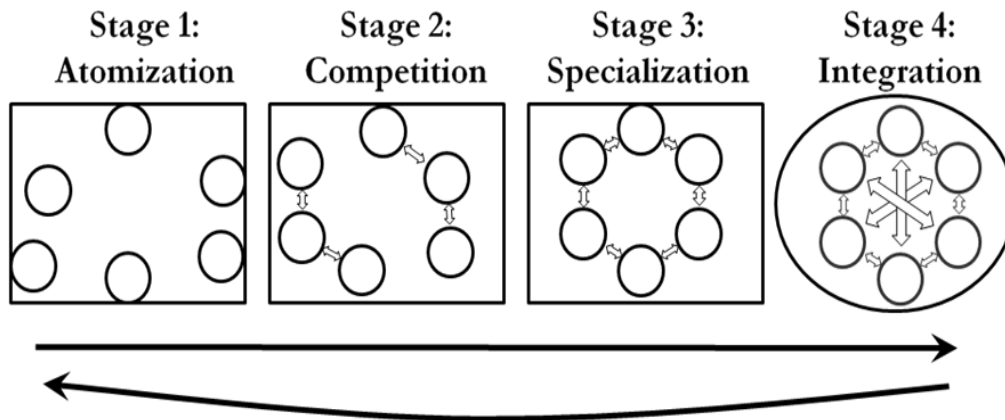 Stage 1:
Atomization
Stage 2:
Competition
Stage 3:
Specialization
Stage 4:
Integration